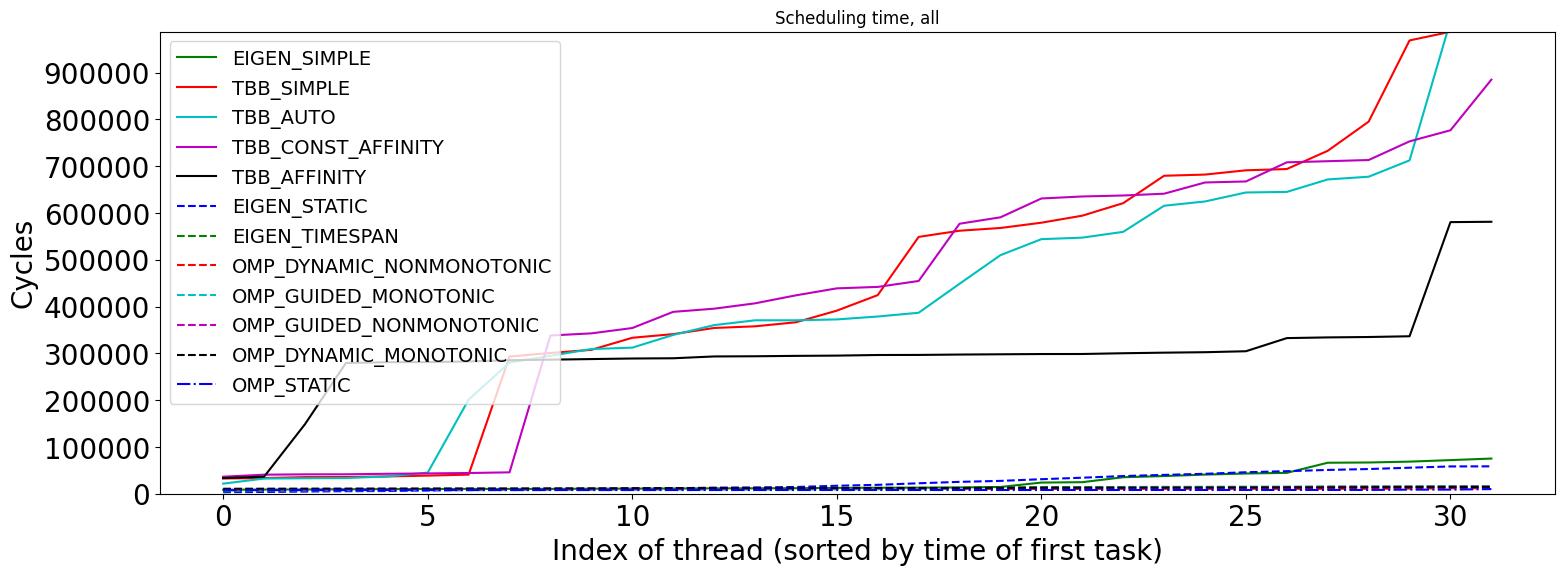 Scheduling time, all
Cycles
900000
800000
700000
600000
500000
400000
300000
200000
100000
0
EIGEN_SIMPLE
TBB_SIMPLE
TBB_AUTO
TBB_CONST_AFFINITY
TBB_AFFINITY
EIGEN_STATIC
EIGEN_TIMESPAN
OMP_DYNAMIC_NONMONOTONIC
OMP_GUIDED_MONOTONIC
OMP_GUIDED_NONMONOTONIC
OMP_DYNAMIC_MONOTONIC
OMP_STATIC
0 5 10 15 20 25 30
Index of thread (sorted by time of first task)